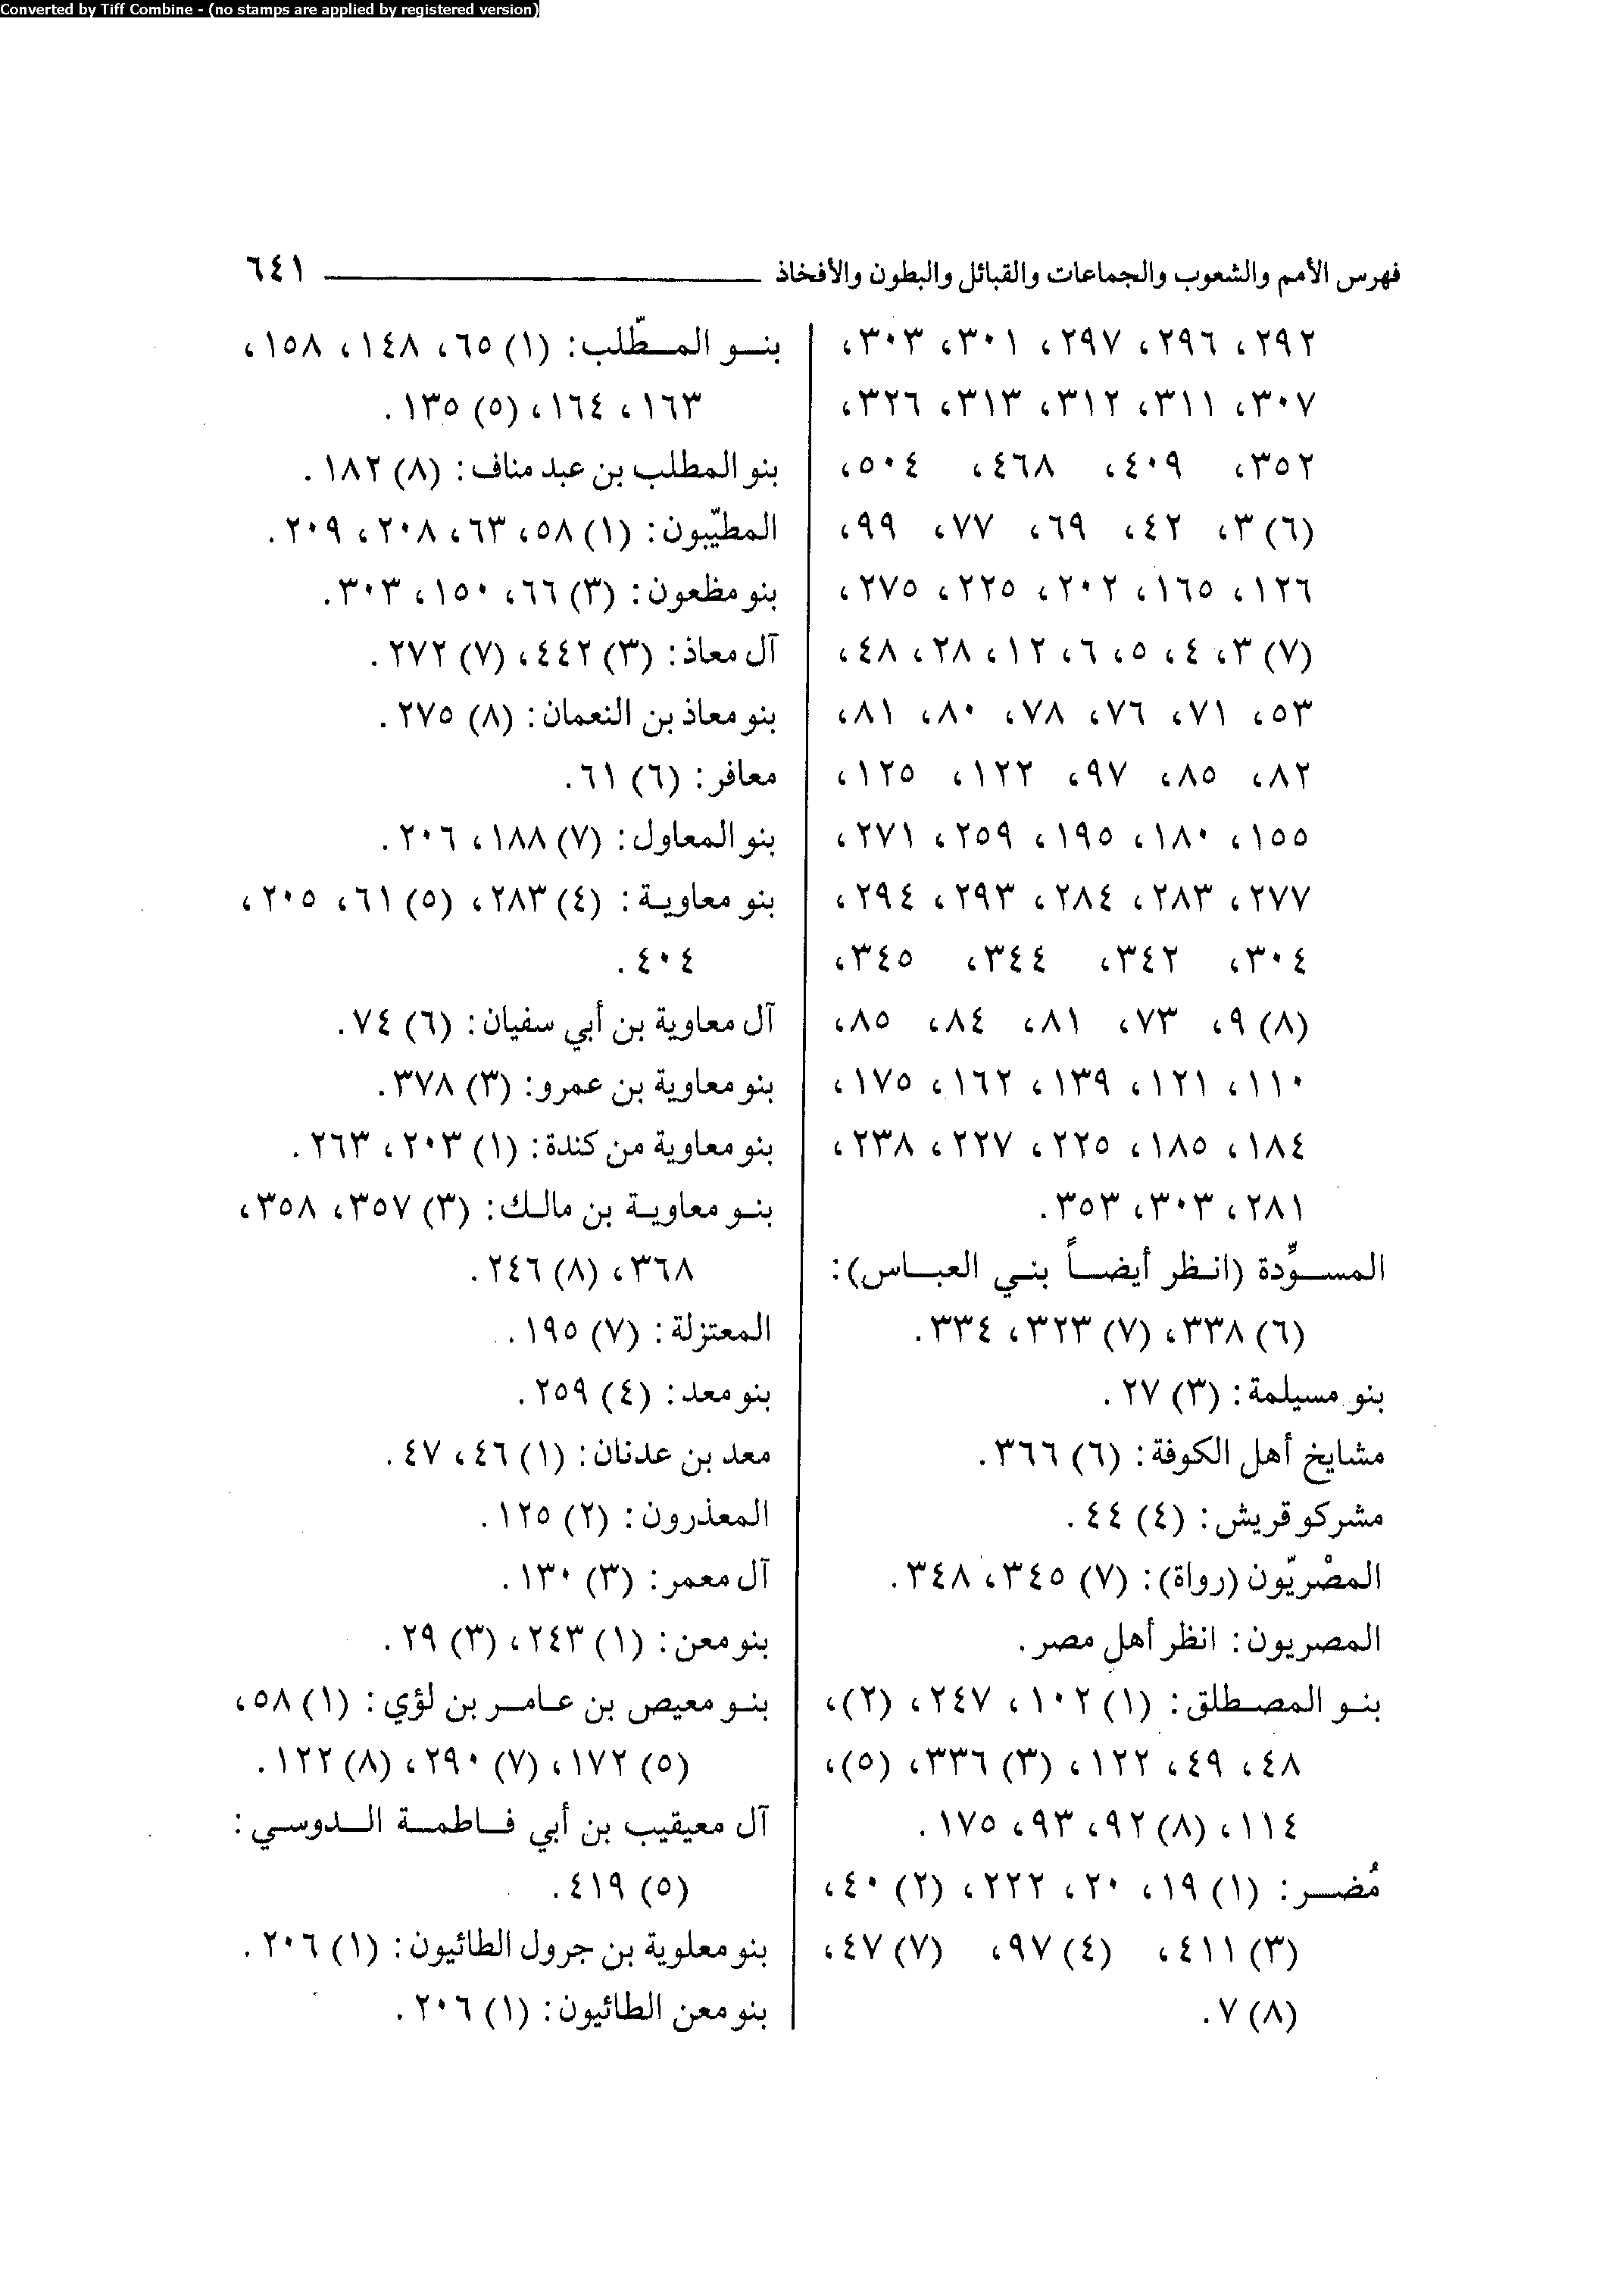 Converted by Tiff Combine - (no stamps are applied by registered version)
فهرس الأمم والشعوب والجماعات والقبائل والبطون والأفخاذ ٦٤١
٢٩٢، ٢٩٦، ٢٩٧، ٣٠١، ٣٠٣،
٣٠٧، ٣١١، ٣١٢، ٣١٣، ٣٢٦،
٣٥٢، ٤٠٩، ٤٦٨، ٥٠٤،
(٦) ٣، ٤٢، ٦٩، ٧٧، ٩٩،
١٢٦، ١٦٥، ٢٠٢، ٢٢٥، ٢٧٥،
(٧) ٣، ٤، ٥، ٦، ١٢، ٢٨، ٤٨،
٥٣، ٧١، ٧٦، ٧٨، ٨٠، ٨١،
٨٢، ٨٥، ٩٧، ١٢٢، ١٢٥،
١٥٥، ١٨٠، ١٩٥، ٢٥٩، ٢٧١،
٢٧٧، ٢٨٣، ٢٨٤، ٢٩٣، ٢٩٤،
٣٠٤، ٣٤٢، ٣٤٤، ٣٤٥،
(٨) ٩، ٧٣، ٨١، ٨٤، ٨٥،
١١٠، ١٢١، ١٣٩، ١٦٢، ١٧٥،
١٨٤، ١٨٥، ٢٢٥، ٢٢٧، ٢٣٨،
٢٨١، ٣٠٣، ٣٥٣.
المسوِّدة (انظر أيضاً بني العباس):
(٦) ٣٣٨، (٧) ٣٢٣، ٣٣٤.
بنو مسيلمة: (٣) ٢٧.
مشايخ أهل الكوفة: (٦) ٣٦٦.
مشركو قريش: (٤) ٤٤.
المصْريّون (رواة): (٧) ٣٤٥، ٣٤٨.
المصريون: انظر أهل مصر.
بنو المصطلق: (١) ١٠٢، ٢٤٧، (٢)،
٤٨، ٤٩، ١٢٢، (٣) ٣٣٦، (٥)،
١١٤، (٨) ٩٢، ٩٣، ١٧٥.
مُضر: (١) ١٩، ٢٠، ٢٢٢، (٢) ٤٠،
(٣) ٤١١، (٤) ٩٧، (٧) ٤٧،
(٨) ٧.
بنو المطّلب: (١) ٦٥، ١٤٨، ١٥٨،
١٦٣، ١٦٤، (٥) ١٣٥.
بنو المطلب بن عبد مناف: (٨) ١٨٢.
المطيّبون: (١) ٥٨، ٦٣، ٢٠٨، ٢٠٩.
بنو مظعون: (٣) ٦٦، ١٥٠، ٣٠٣.
آل معاذ: (٣) ٤٤٢، (٧) ٢٧٢.
بنو معاذ بن النعمان: (٨) ٢٧٥.
معافر: (٦) ٦١.
بنو المعاول: (٧) ١٨٨، ٢٠٦.
بنو معاوية: (٤) ٢٨٣، (٥) ٦١، ٢٠٥،
٤٠٤.
آل معاوية بن أبي سفيان: (٦) ٧٤.
بنو معاوية بن عمرو: (٣) ٣٧٨.
بنو معاوية من كندة: (١) ٢٠٣، ٢٦٣.
بنو معاوية بن مالك: (٣) ٣٥٧، ٣٥٨،
٣٦٨، (٨) ٢٤٦.
المعتزلة: (٧) ١٩٥.
بنو معد: (٤) ٢٥٩.
معد بن عدنان: (١) ٤٦، ٤٧.
المعذرون: (٢) ١٢٥.
آل معمر: (٣) ١٣٠.
بنو معن: (١) ٢٤٣، (٣) ٢٩.
بنو معيص بن عامر بن لؤي: (١) ٥٨،
(٥) ١٧٢، (٧) ٢٩٠، (٨) ١٢٢.
آل معيقيب بن أبي فاطمة الدوسي:
(٥) ٤١٩.
بنو معلوية بن جرول الطائيون: (١) ٢٠٦.
بنو معن الطائيون: (١) ٢٠٦.